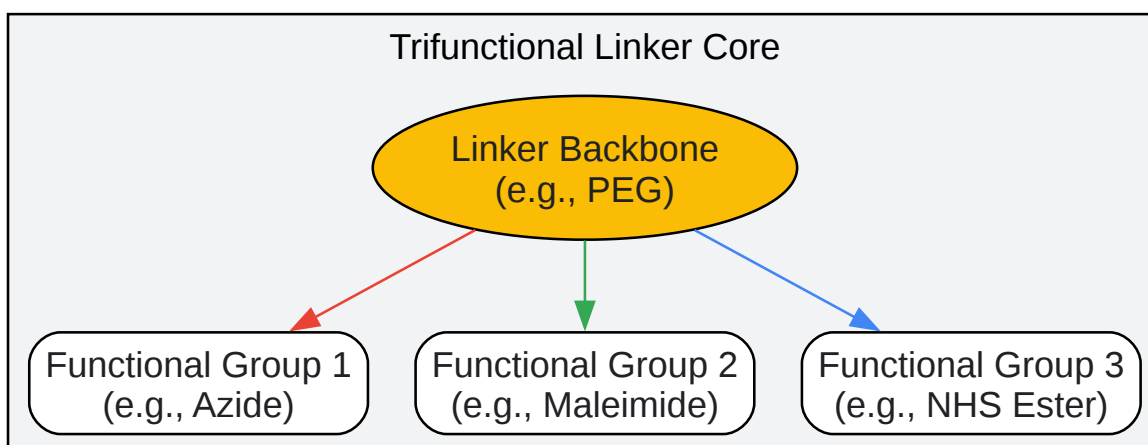 Trifunctional Linker Core
Linker Backbone
(e.g., PEG)
Functional Group 1
(e.g., Azide)
Functional Group 2
(e.g., Maleimide)
Functional Group 3
(e.g., NHS Ester)